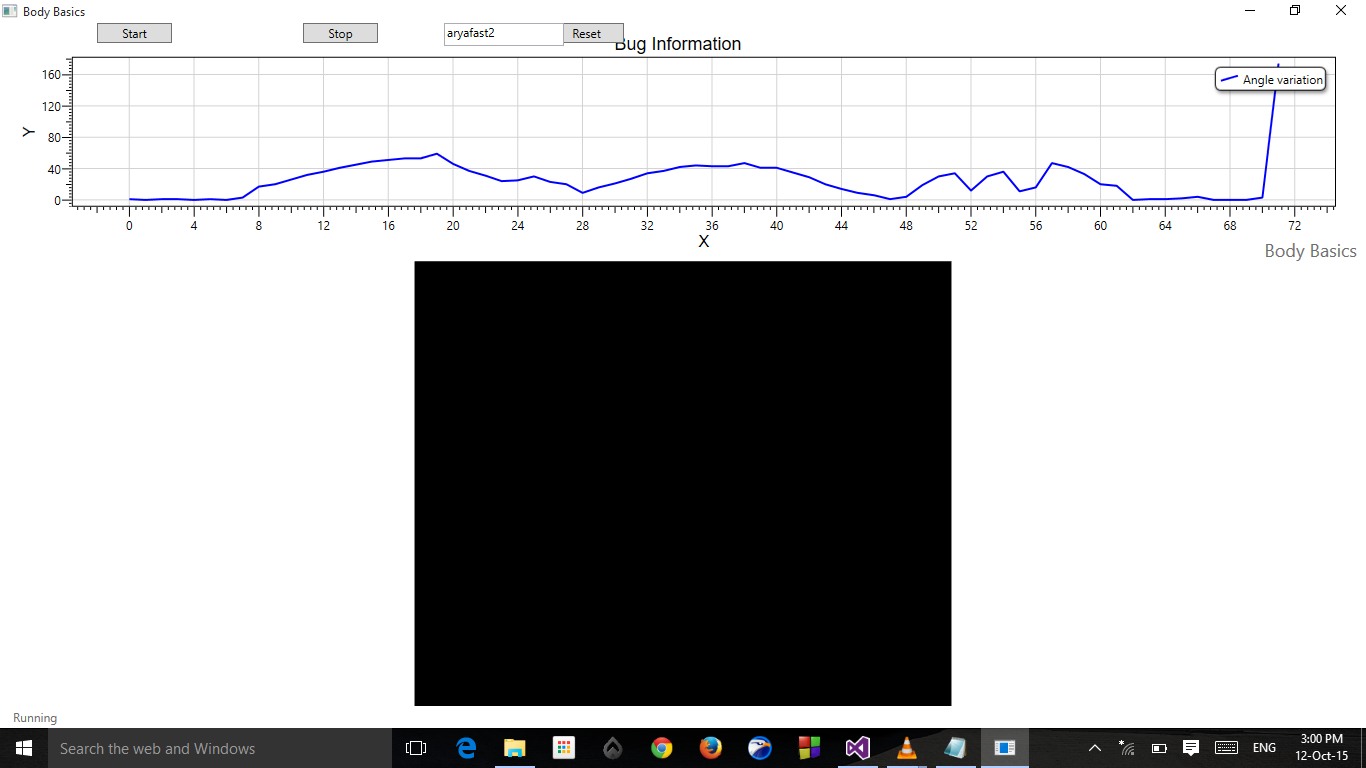 Body Basics
Start Stop aryafast2 Reset
Bug Information
Angle variation
160
120
80
40
0
Y
0 4 8 12 16 20 24 28 32 36 40 44 48 52 56 60 64 68 72
X
Body Basics
Running
Search the web and Windows
ENG
3:00 PM
12-Oct-15